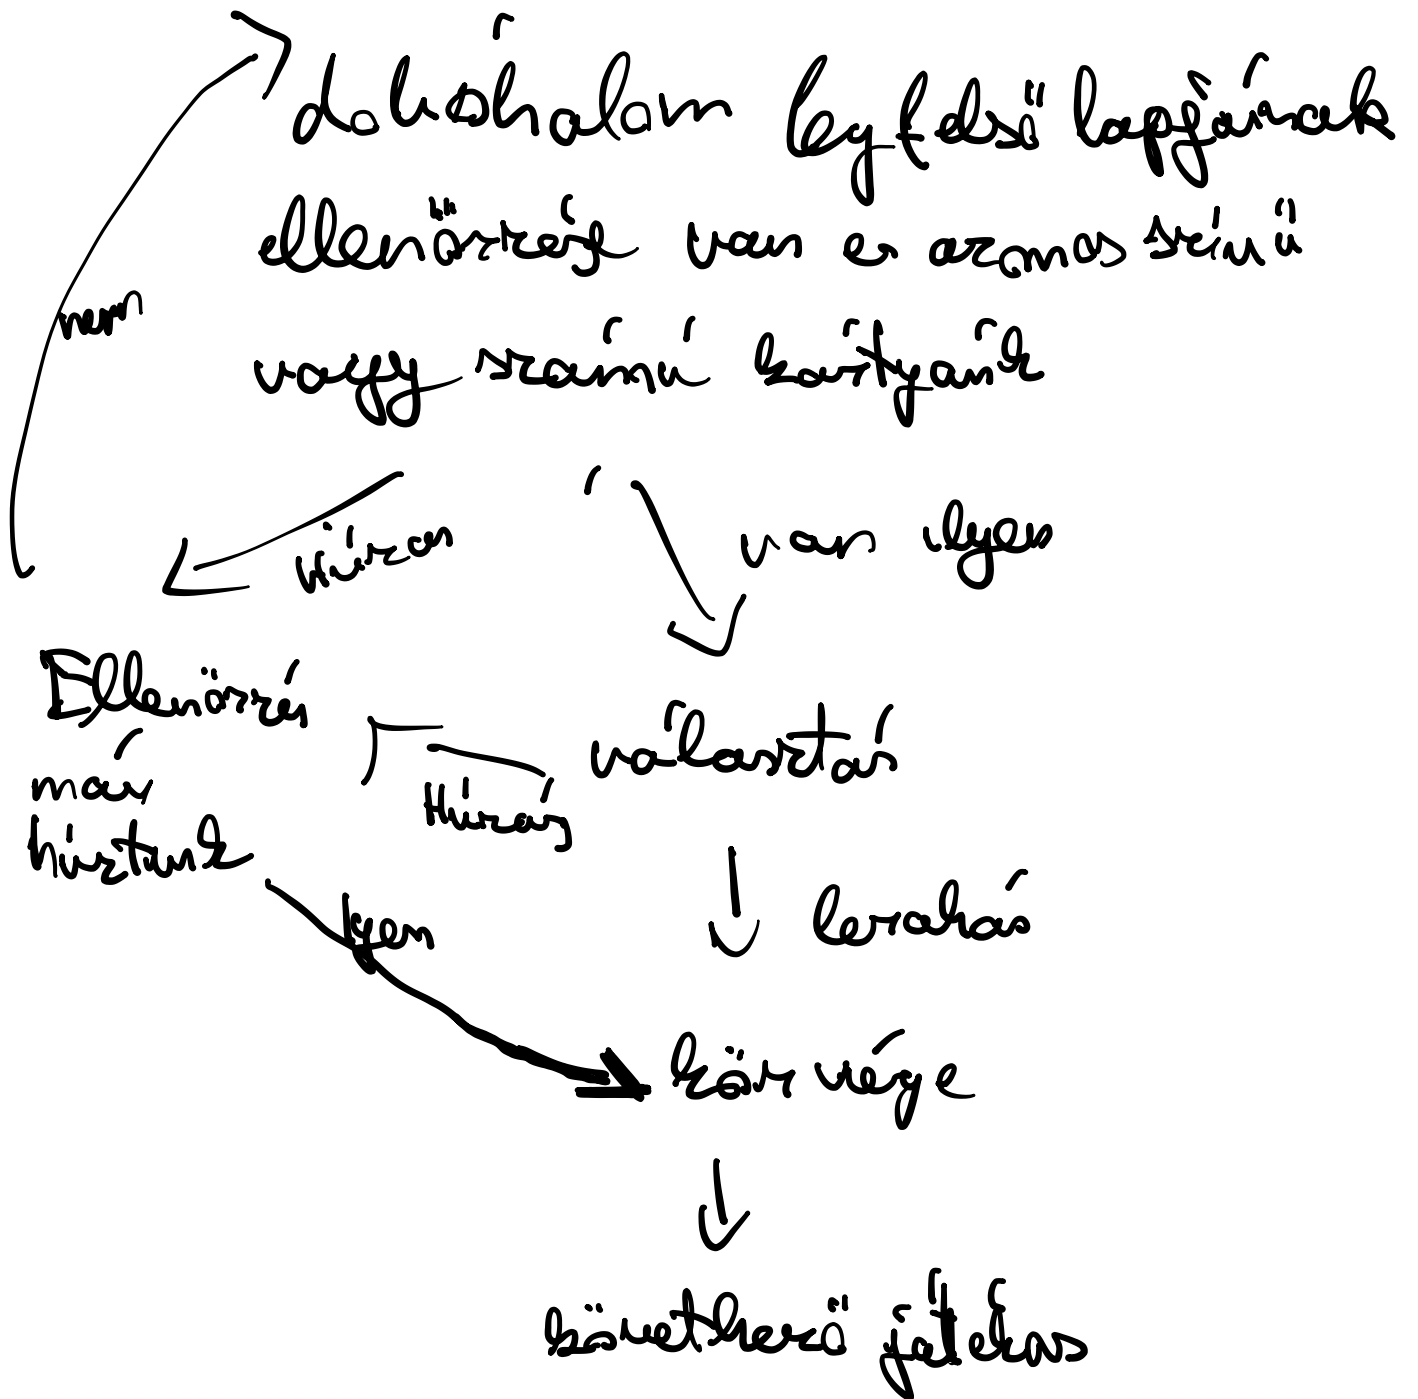 dobóhalom legfelső lapjának
ellenőrzése van e azonos színű
vagy számú kártyánk
nem
Húzás
van ilyen
Ellenőrzés
már
húztunk
Húzás
választás
Igen
lerakás
kör vége
következő játékos